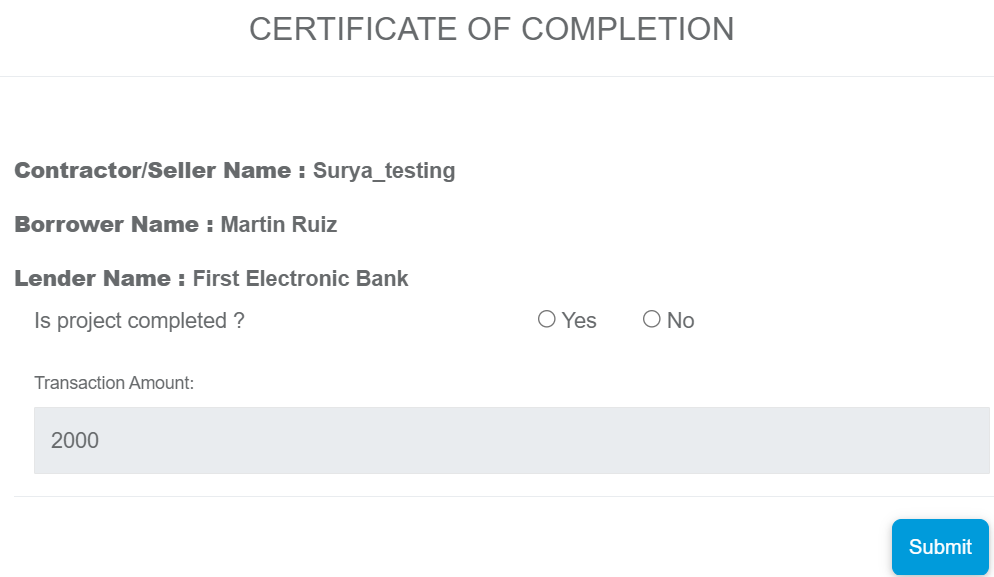 CERTIFICATE OF COMPLETION
Contractor/Seller Name : Surya_testing
Borrower Name : Martin Ruiz
Lender Name : First Electronic Bank
Is project completed ? Yes No
Transaction Amount:
2000
Submit